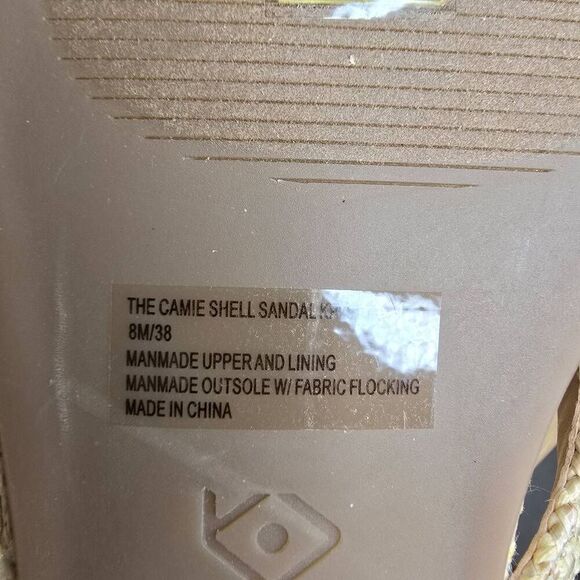 THE CAMIE SHELL SANDAL
8M/38
MANMADE UPPER AND LINING
MANMADE OUTSOLE W/ FABRIC FLOCKING
MADE IN CHINA